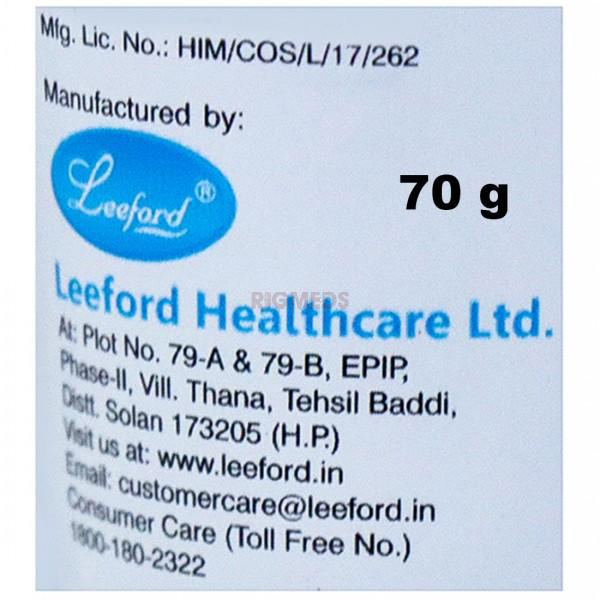 Mfg. Lic. No.: HIM/COS/L/17/262
Manufactured by:
Leeford®
70 g
RIGMEDS
Leeford Healthcare Ltd.
At: Plot No. 79-A & 79-B, EPIP,
Phase-II, Vill. Thana, Tehsil Baddi,
Distt. Solan 173205 (H.P.)
Visit us at: www.leeford.in
Email: customercare@leeford.in
Consumer Care (Toll Free No.)
1800-180-2322